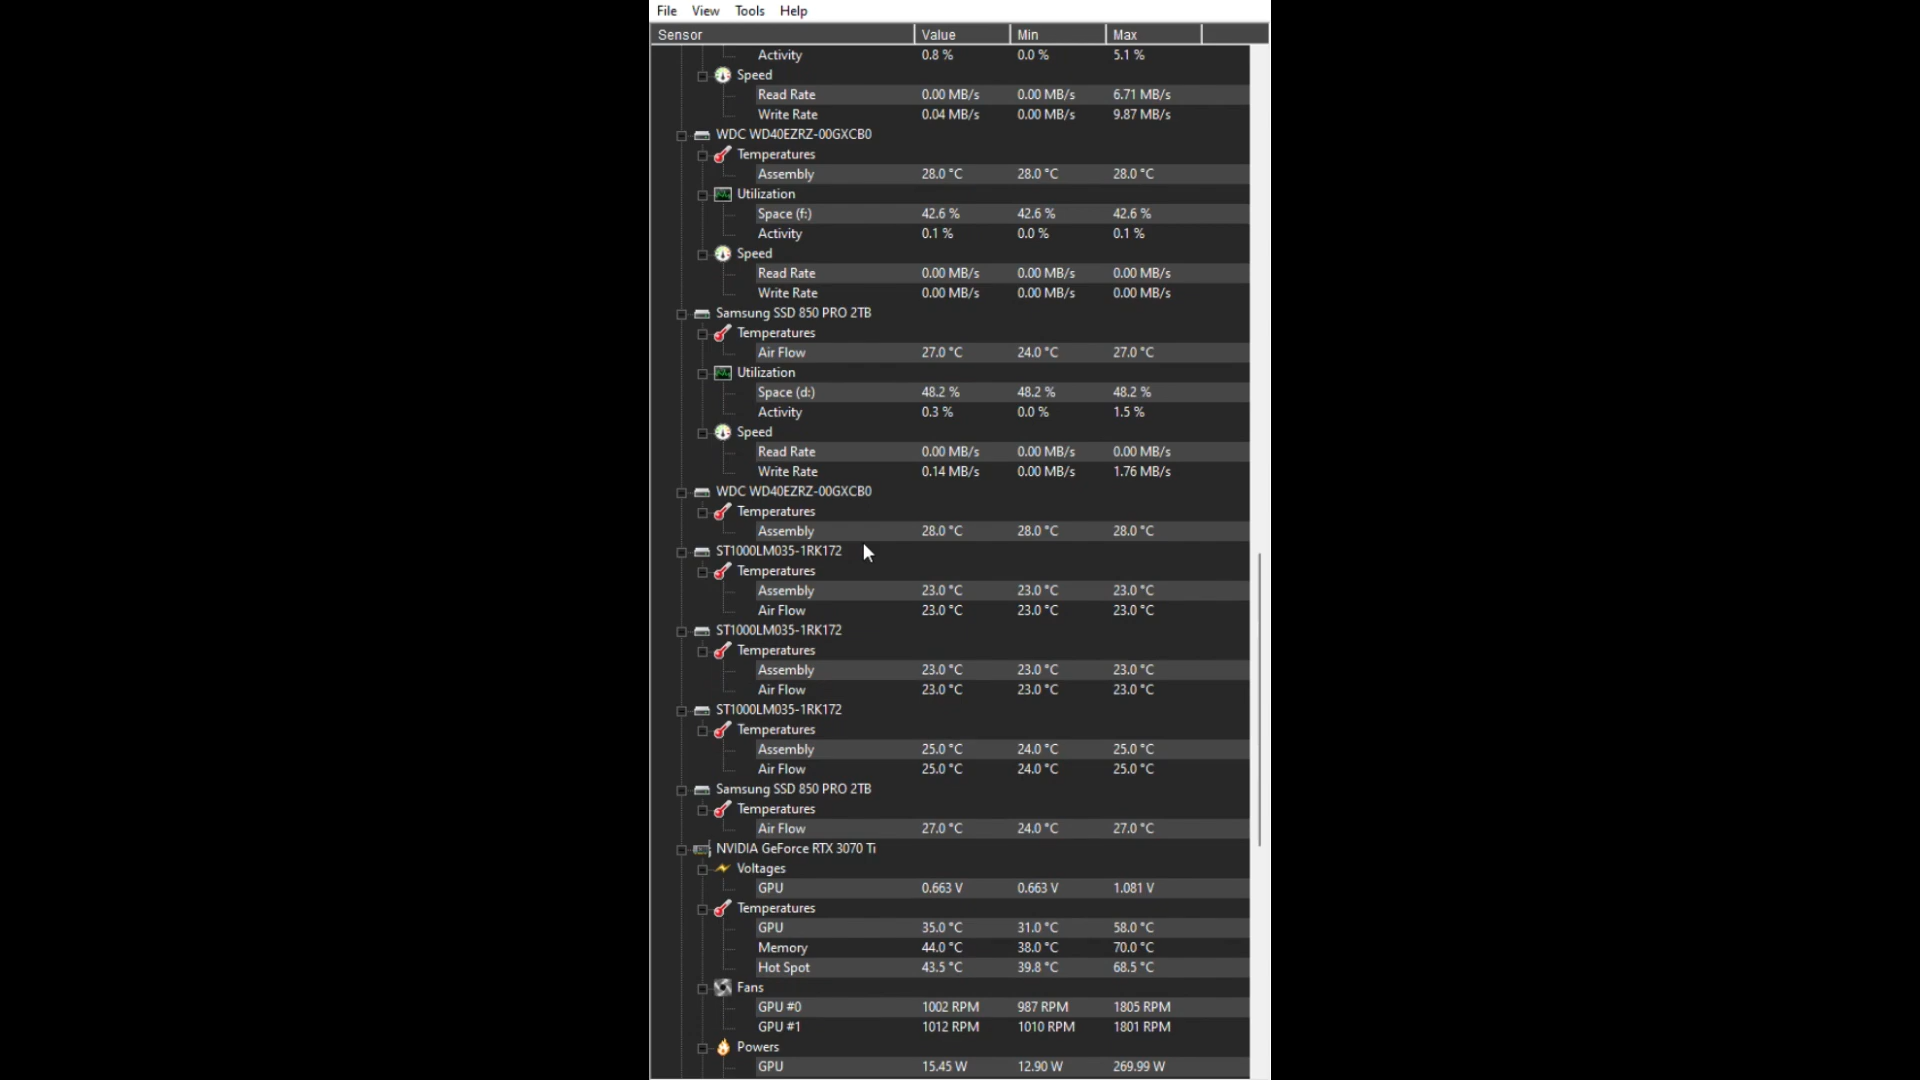 File View Tools Help
Sensor Value Min Max
Activity 0.8 % 0.0 % 5.1 %
Speed
Read Rate 0.00 MB/s 0.00 MB/s 6.71 MB/s
Write Rate 0.04 MB/s 0.00 MB/s 9.87 MB/s
WDC WD40EZRZ-00GXCB0
Temperatures
Assembly 28.0 °C 28.0 °C 28.0 °C
Utilization
Space (f:) 42.6 % 42.6 % 42.6 %
Activity 0.1 % 0.0 % 0.1 %
Speed
Read Rate 0.00 MB/s 0.00 MB/s 0.00 MB/s
Write Rate 0.00 MB/s 0.00 MB/s 0.00 MB/s
Samsung SSD 850 PRO 2TB
Temperatures
Air Flow 27.0 °C 24.0 °C 27.0 °C
Utilization
Space (d:) 48.2 % 48.2 % 48.2 %
Activity 0.3 % 0.0 % 1.5 %
Speed
Read Rate 0.00 MB/s 0.00 MB/s 0.00 MB/s
Write Rate 0.14 MB/s 0.00 MB/s 1.76 MB/s
WDC WD40EZRZ-00GXCB0
Temperatures
Assembly 28.0 °C 28.0 °C 28.0 °C
ST1000LM035-1RK172
Temperatures
Assembly 23.0 °C 23.0 °C 23.0 °C
Air Flow 23.0 °C 23.0 °C 23.0 °C
ST1000LM035-1RK172
Temperatures
Assembly 23.0 °C 23.0 °C 23.0 °C
Air Flow 23.0 °C 23.0 °C 23.0 °C
ST1000LM035-1RK172
Temperatures
Assembly 25.0 °C 24.0 °C 25.0 °C
Air Flow 25.0 °C 24.0 °C 25.0 °C
Samsung SSD 850 PRO 2TB
Temperatures
Air Flow 27.0 °C 24.0 °C 27.0 °C
NVIDIA GeForce RTX 3070 Ti
Voltages
GPU 0.663 V 0.663 V 1.081 V
Temperatures
GPU 35.0 °C 31.0 °C 58.0 °C
Memory 44.0 °C 38.0 °C 70.0 °C
Hot Spot 43.5 °C 39.8 °C 68.5 °C
Fans
GPU #0 1002 RPM 987 RPM 1805 RPM
GPU #1 1012 RPM 1010 RPM 1801 RPM
Powers
GPU 15.45 W 12.90 W 269.99 W